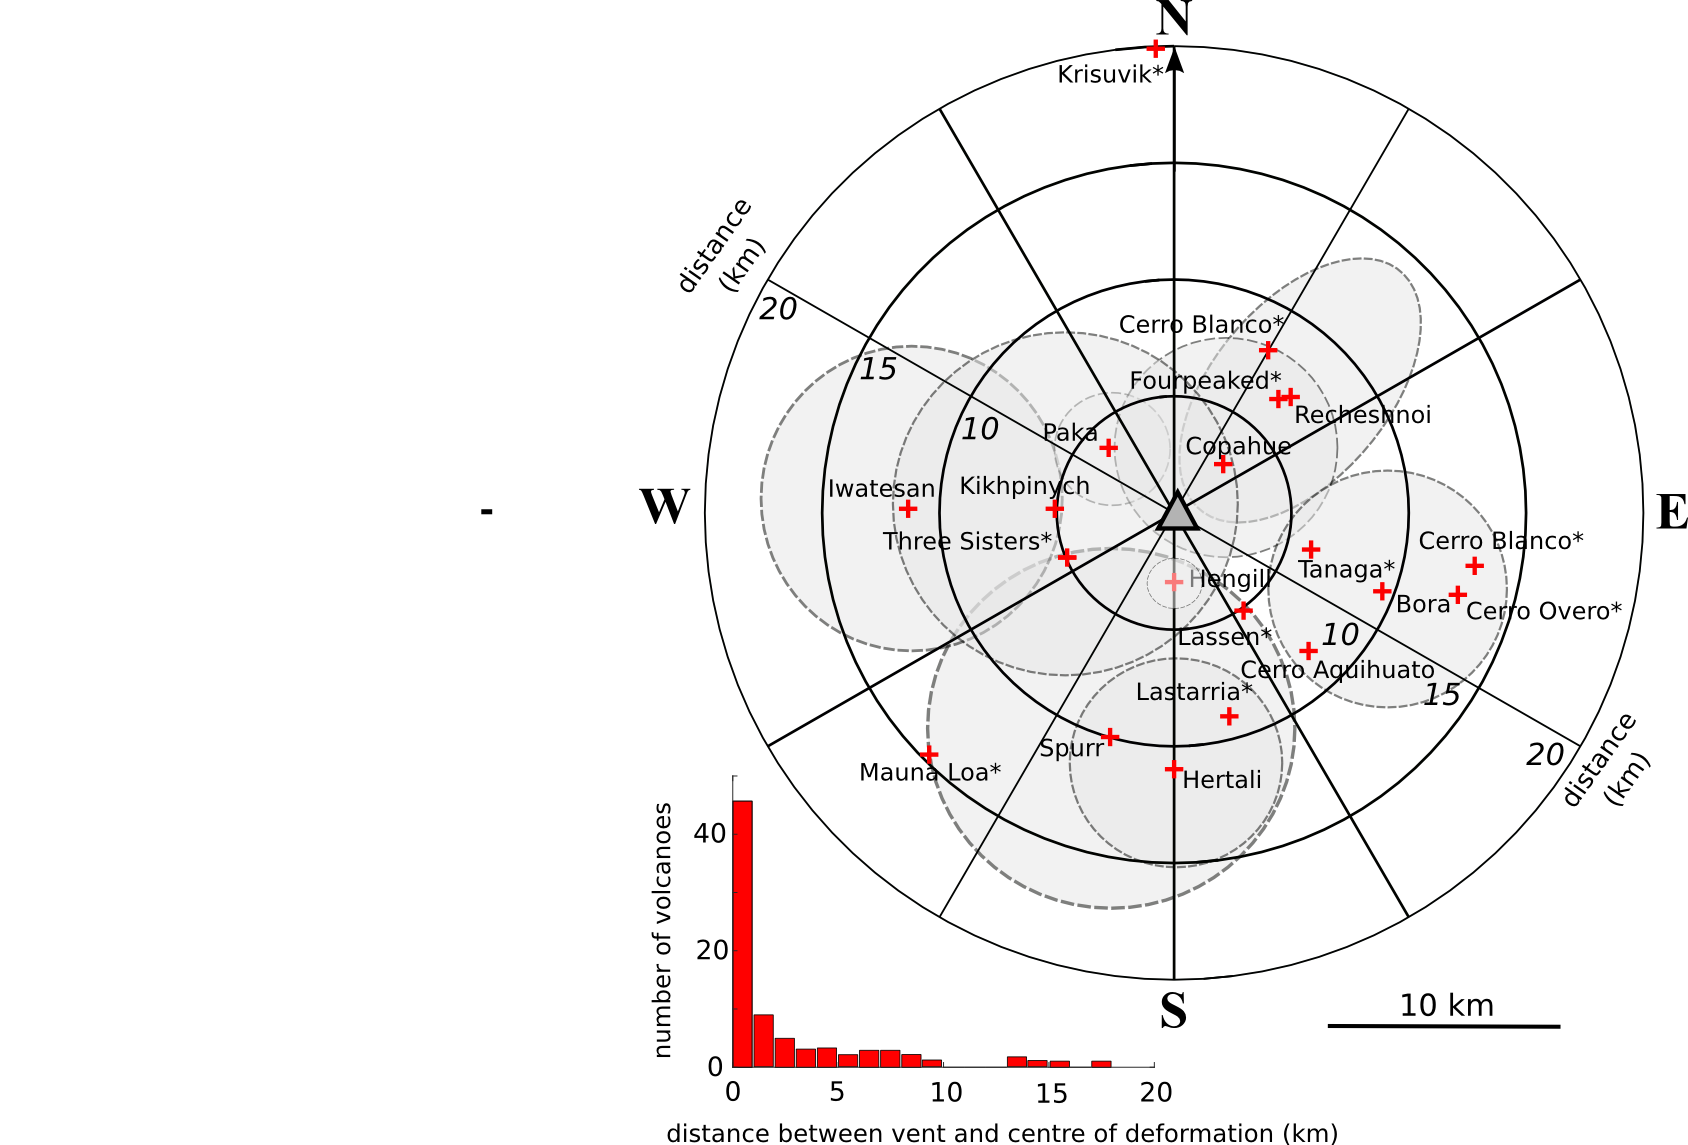 N
Krisuvik*
distance
(km)
20
15
10
Cerro Blanco*
Fourpeaked*
Recheshnoi
Paka
Copahue
Iwatesan
Kikhpinych
W
-
E
Three Sisters*
Cerro Blanco*
Tanaga*
Hengill
Bora
Cerro Overo*
Lassen*
10
Cerro Aquihuato
15
Lastarria*
Spurr
20
distance
(km)
Mauna Loa*
Hertali
S
10 km
number of volcanoes
40
20
0
0 5 10 15 20
distance between vent and centre of deformation (km)